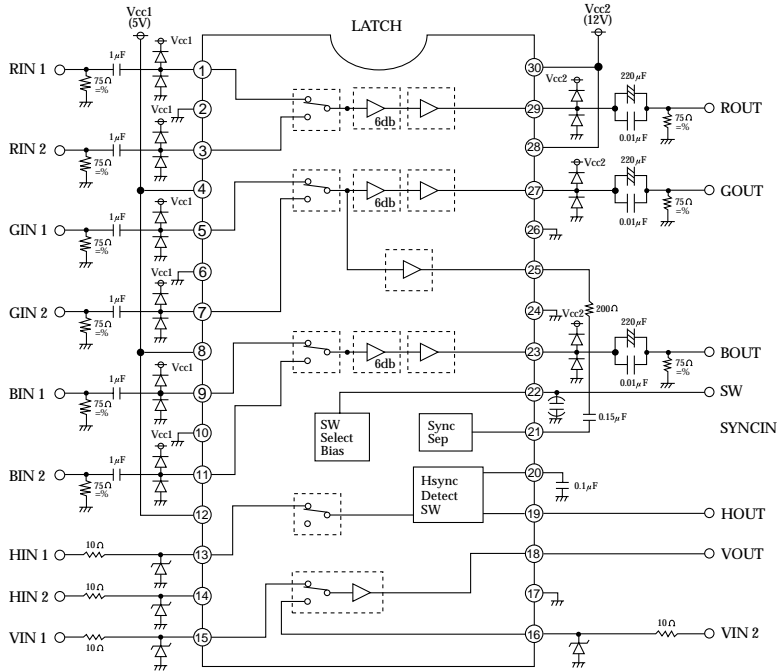 Vcc1
(5V)
LATCH
Vcc2
(12V)
RIN 1
75Ω
=%
1μF
Vcc1
1
2
RIN 2
75Ω
=%
1μF
Vcc1
3
4
GIN 1
75Ω
=%
1μF
Vcc1
5
6
GIN 2
75Ω
=%
1μF
Vcc1
7
8
BIN 1
75Ω
=%
1μF
Vcc1
9
10
BIN 2
75Ω
=%
1μF
Vcc1
11
12
HIN 1
10Ω
13
HIN 2
10Ω
14
VIN 1
10Ω
15
6db
6db
6db
SW
Select
Bias
Sync
Sep
Hsync
Detect
SW
30
29
Vcc2
220μF
0.01μF
75Ω
=%
ROUT
28
27
Vcc2
220μF
0.01μF
75Ω
=%
GOUT
26
25
200Ω
24
23
Vcc2
220μF
0.01μF
75Ω
=%
BOUT
22
SW
21
0.15μF
SYNCIN
20
0.1μF
19
HOUT
18
VOUT
17
16
10Ω
VIN 2